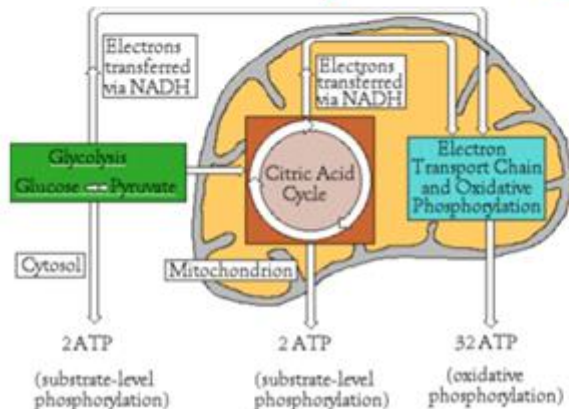 Electrons
transferred
via NADH
Electrons
transferred
via NADH
Glycolysis
Glucose Pyruvate
Citric Acid
Cycle
Electron
Transport Chain
and Oxidative
Phosphorylation
Cytosol
Mitochondrion
2 ATP
(substrate-level
phosphorylation)
2 ATP
(substrate-level
phosphorylation)
32 ATP
(oxidative
phosphorylation)